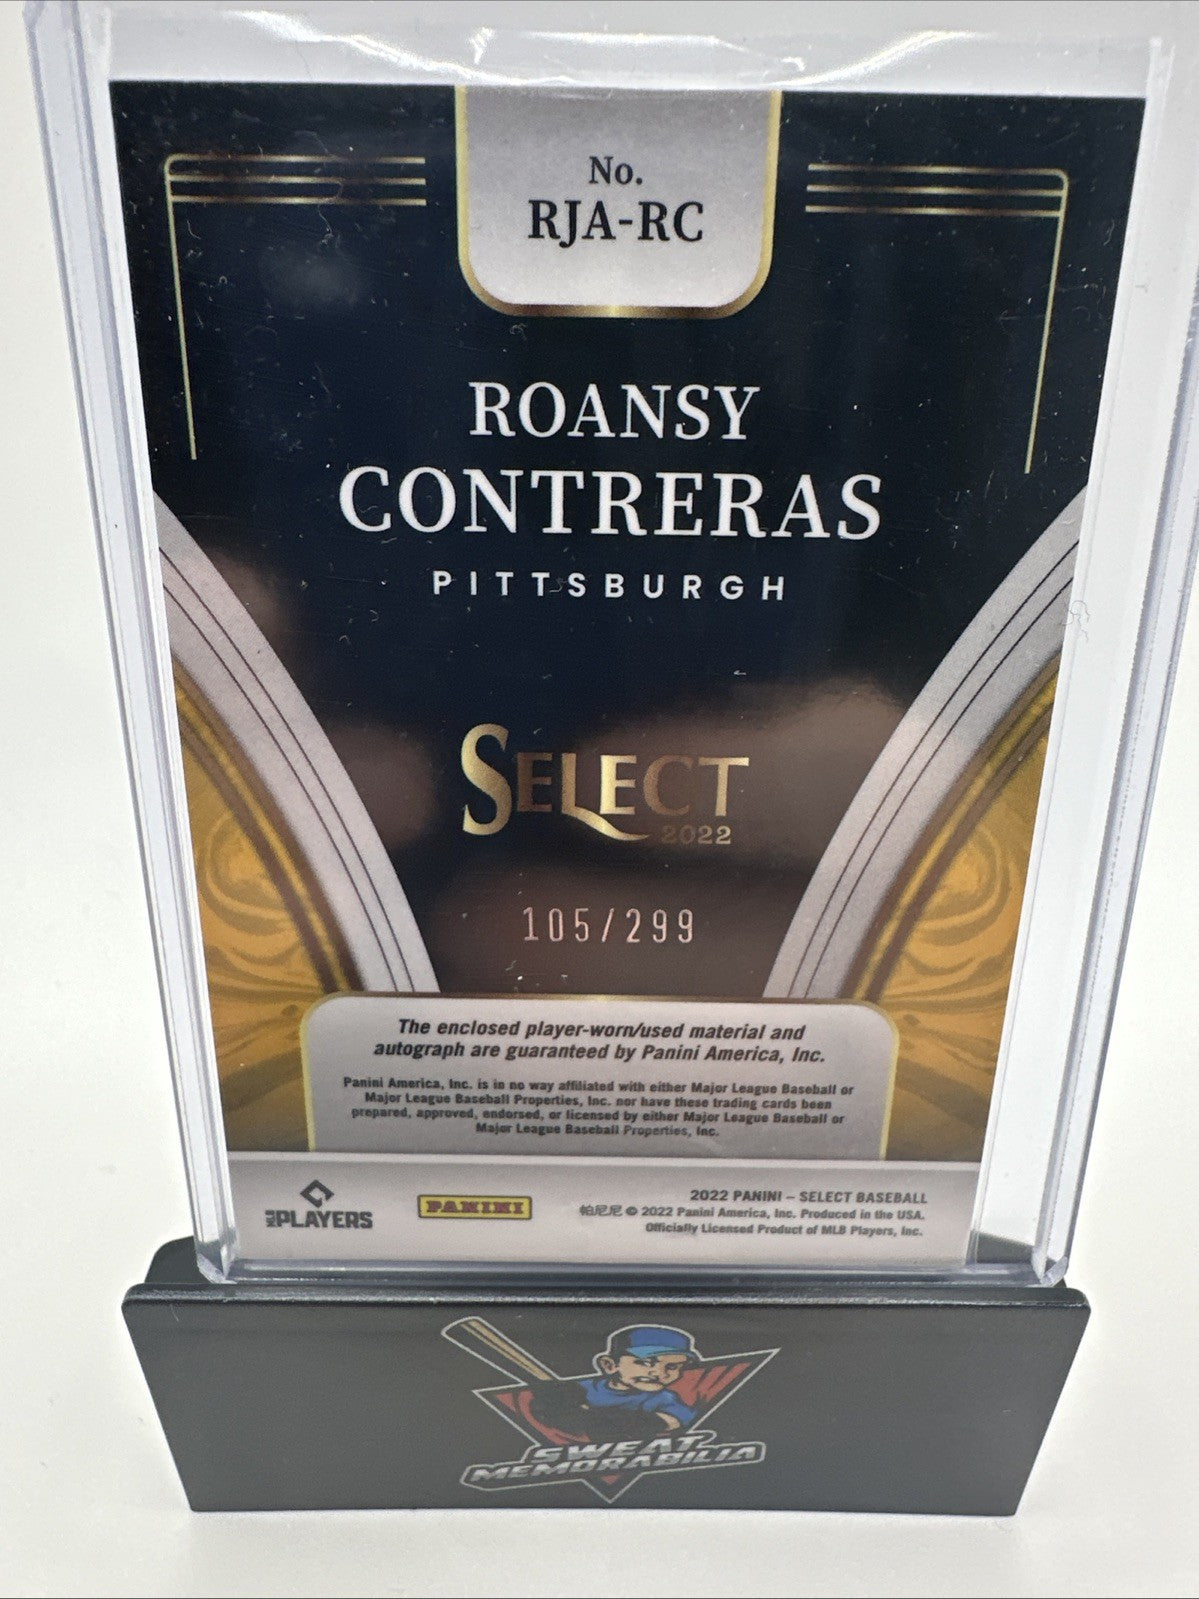 No.
RJA-RC
ROANSY
CONTRERAS
PITTSBURGH
SELECT
2022
105/299
The enclosed player-worn/used material and
autograph are guaranteed by Panini America, Inc.
Panini America, Inc. is in no way affiliated with either Major League Baseball or
Major League Baseball Properties, Inc. nor have these trading cards been
prepared, approved, endorsed, or licensed by either Major League Baseball or
Major League Baseball Properties, Inc.
MLB PLAYERS
PANINI
2022 PANINI – SELECT BASEBALL
帕尼尼 © 2022 Panini America, Inc. Produced in the USA.
Officially Licensed Product of MLB Players, Inc.
SWEAT
MEMORABILIA